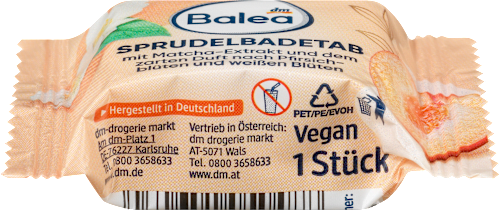 dm
Balea
SPRUDELBADETAB
mit Matcha-Extrakt und dem
zarten Duft nach Pfirsich-
blüten und weißen Blüten
Hergestellt in Deutschland
dm-drogerie markt
Am dm-Platz 1
DE-76227 Karlsruhe
Tel. 0800 3658633
www.dm.de
Vertrieb in Österreich:
dm drogerie markt
AT-5071 Wals
Tel. 0800 3658633
www.dm.at
PET/PE/EVOH
Vegan
1 Stück